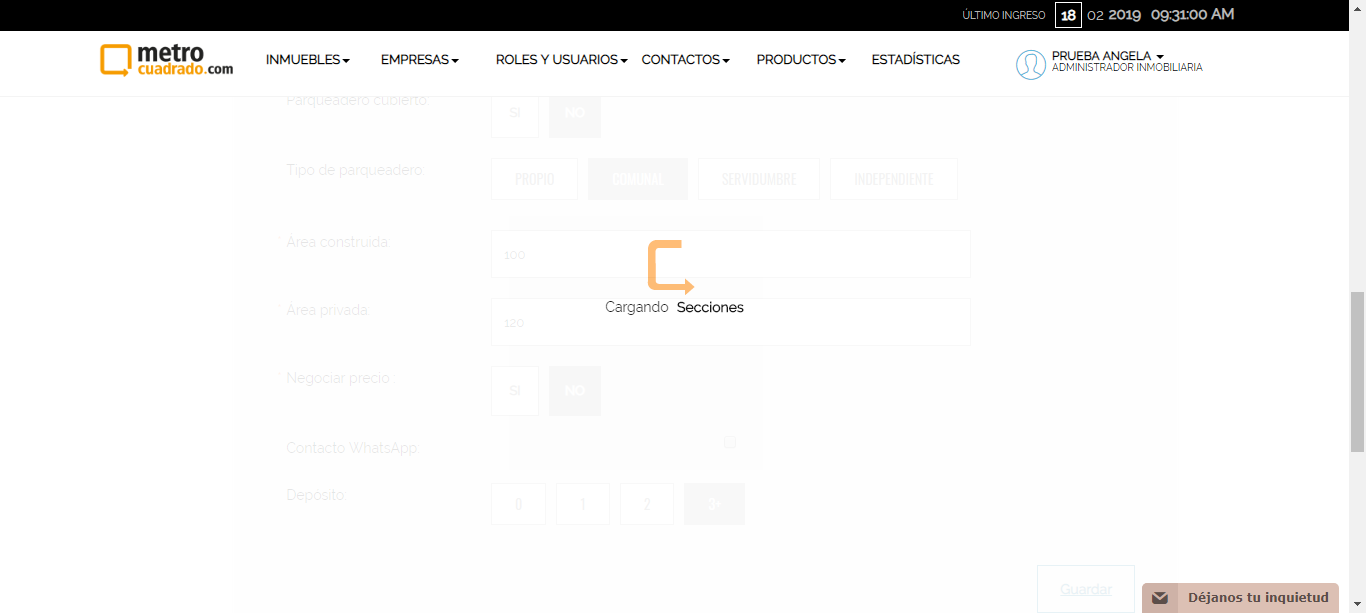 ÚLTIMO INGRESO 18 02 2019 09:31:00 AM
metro
cuadrado.com
INMUEBLES EMPRESAS ROLES Y USUARIOS CONTACTOS PRODUCTOS ESTADÍSTICAS
PRUEBA ANGELA
ADMINISTRADOR INMOBILIARIA
Parqueadero cubierto: SI NO
Tipo de parqueadero: PROPIO COMUNAL SERVIDUMBRE INDEPENDIENTE
* Área construida: 100
* Área privada 120
Cargando Secciones
* Negociar precio SI NO
Contacto WhatsApp
Depósito 0 1 2 3+
Guardar
Déjanos tu inquietud